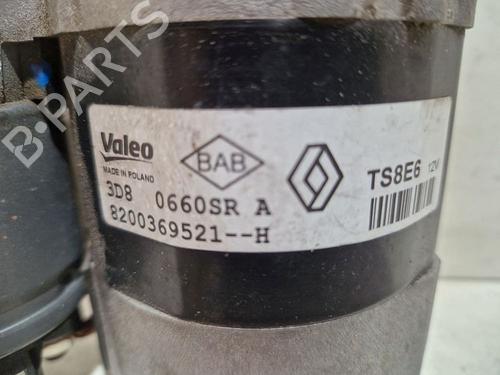 Valeo
MADE IN POLAND
BAB
TS8E6 12V
3D8 0660SR A
8200369521--H
B-PARTS